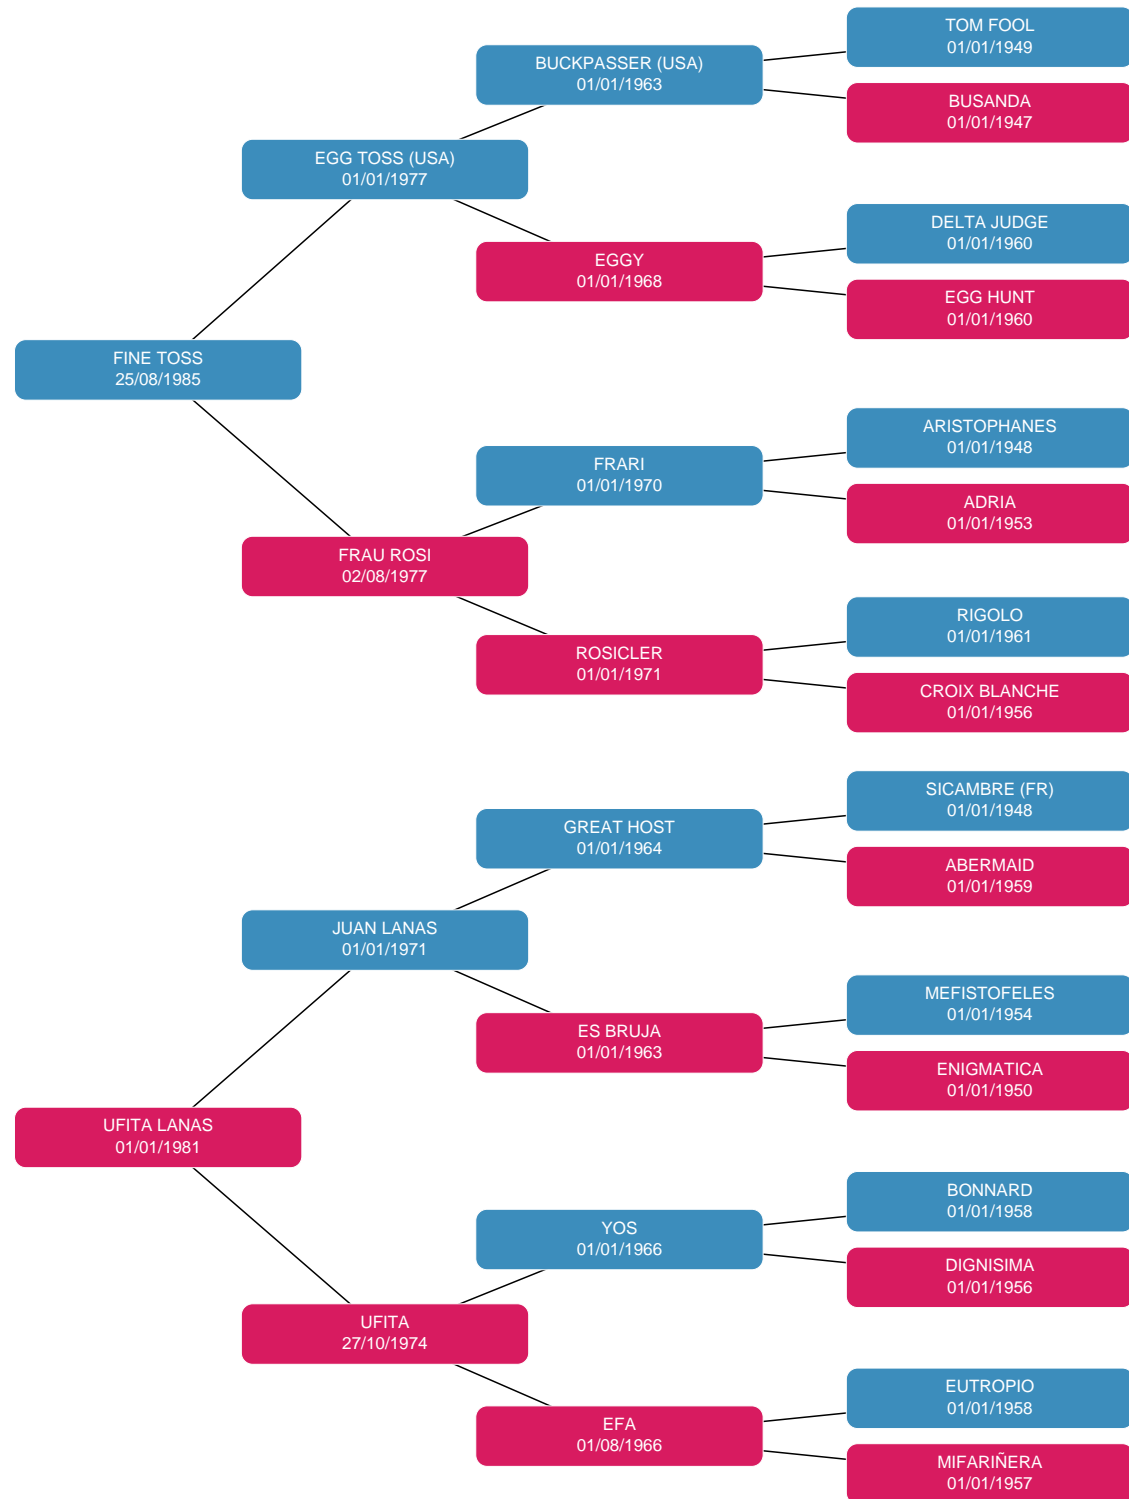 TOM FOOL
01/01/1949
BUCKPASSER (USA)
01/01/1963
BUSANDA
01/01/1947
EGG TOSS (USA)
01/01/1977
DELTA JUDGE
01/01/1960
EGGY
01/01/1968
EGG HUNT
01/01/1960
FINE TOSS
25/08/1985
ARISTOPHANES
01/01/1948
FRARI
01/01/1970
ADRIA
01/01/1953
FRAU ROSI
02/08/1977
RIGOLO
01/01/1961
ROSICLER
01/01/1971
CROIX BLANCHE
01/01/1956
SICAMBRE (FR)
01/01/1948
GREAT HOST
01/01/1964
ABERMAID
01/01/1959
JUAN LANAS
01/01/1971
MEFISTOFELES
01/01/1954
ES BRUJA
01/01/1963
ENIGMATICA
01/01/1950
UFITA LANAS
01/01/1981
BONNARD
01/01/1958
YOS
01/01/1966
DIGNISIMA
01/01/1956
UFITA
27/10/1974
EUTROPIO
01/01/1958
EFA
01/08/1966
MIFARIÑERA
01/01/1957